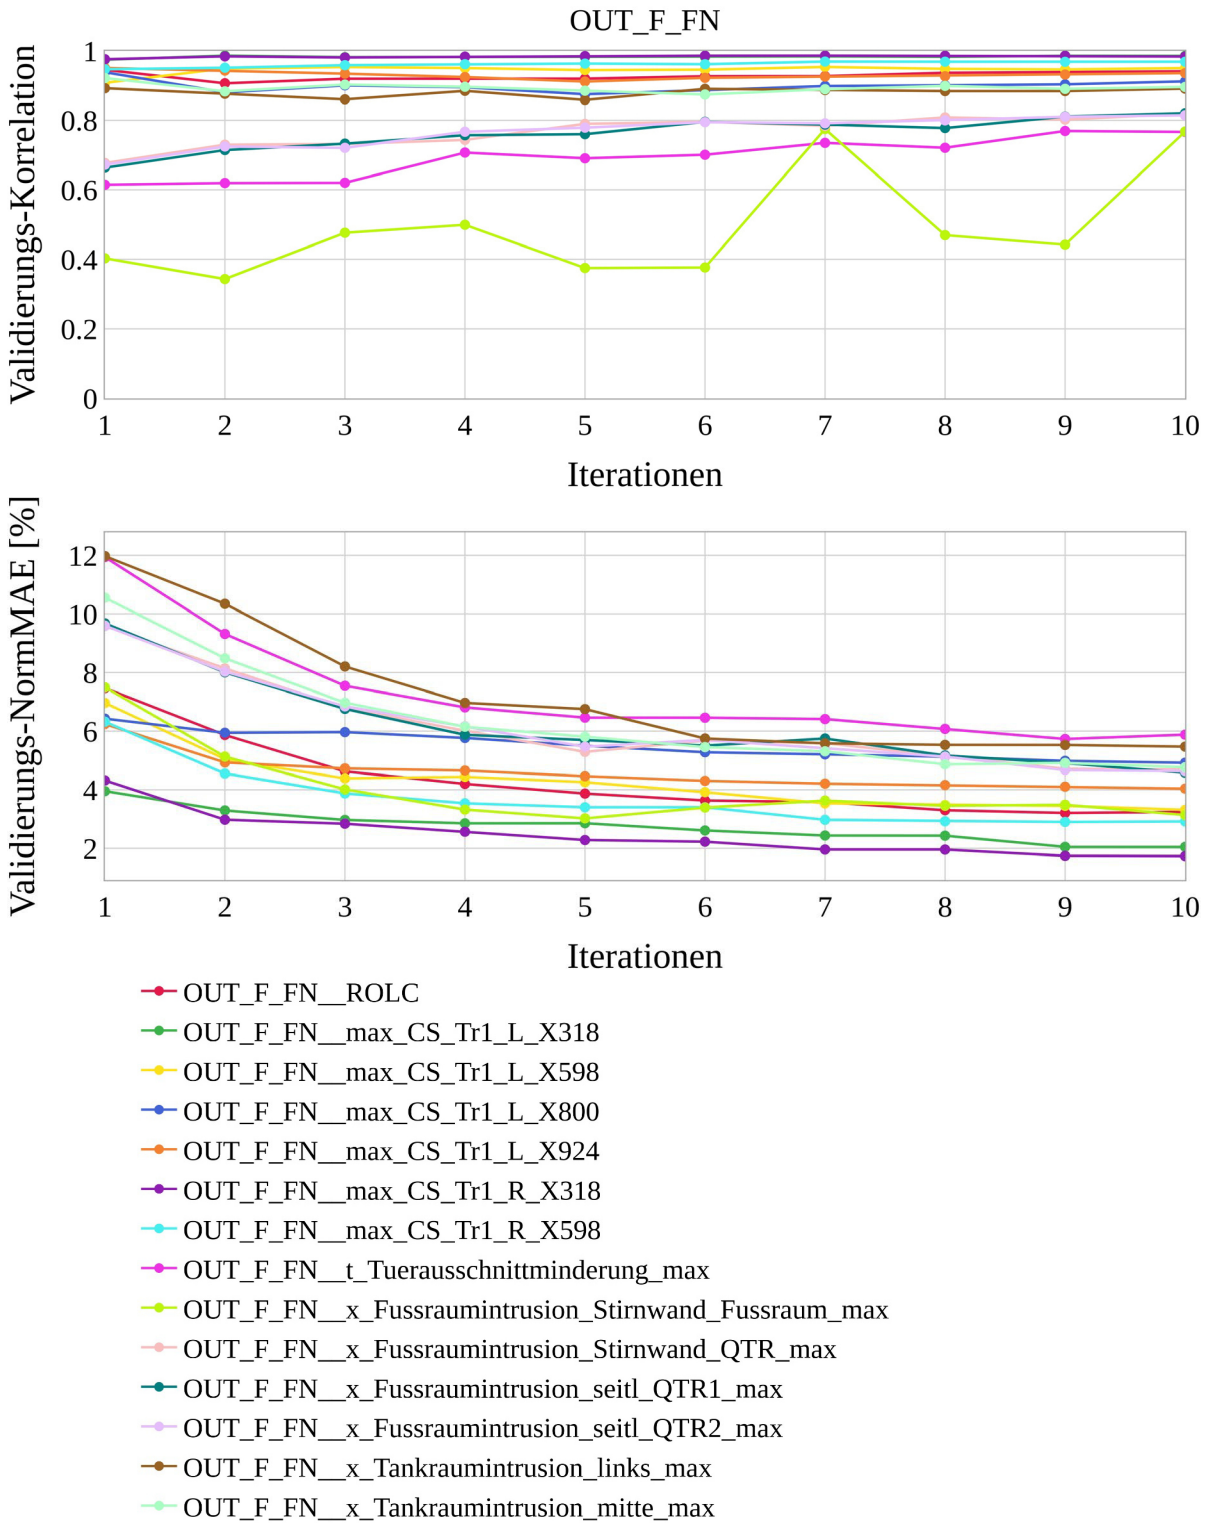 OUT_F_FN
Validierungs-Korrelation
1
0.8
0.6
0.4
0.2
0
1 2 3 4 5 6 7 8 9 10
Iterationen
Validierungs-NormMAE [%]
12
10
8
6
4
2
1 2 3 4 5 6 7 8 9 10
Iterationen
OUT_F_FN__ROLC
OUT_F_FN__max_CS_Tr1_L_X318
OUT_F_FN__max_CS_Tr1_L_X598
OUT_F_FN__max_CS_Tr1_L_X800
OUT_F_FN__max_CS_Tr1_L_X924
OUT_F_FN__max_CS_Tr1_R_X318
OUT_F_FN__max_CS_Tr1_R_X598
OUT_F_FN__t_Tuerausschnittminderung_max
OUT_F_FN__x_Fussraumintrusion_Stirnwand_Fussraum_max
OUT_F_FN__x_Fussraumintrusion_Stirnwand_QTR_max
OUT_F_FN__x_Fussraumintrusion_seitl_QTR1_max
OUT_F_FN__x_Fussraumintrusion_seitl_QTR2_max
OUT_F_FN__x_Tankraumintrusion_links_max
OUT_F_FN__x_Tankraumintrusion_mitte_max